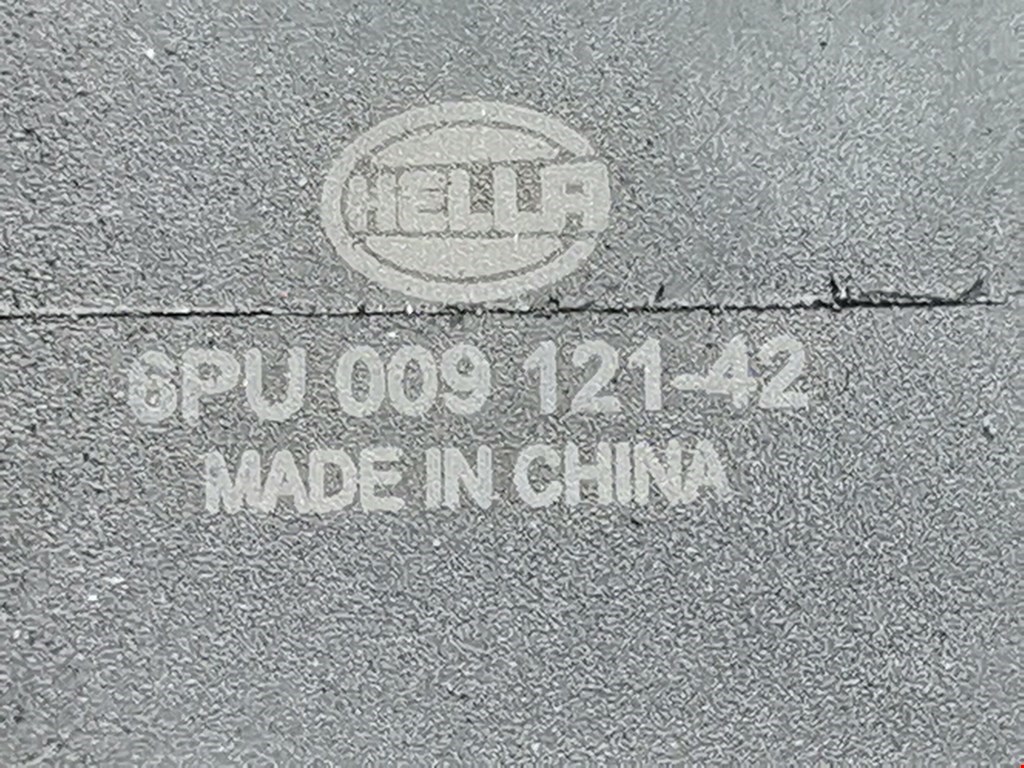 HELLA
6PU 009 121-42
MADE IN CHINA